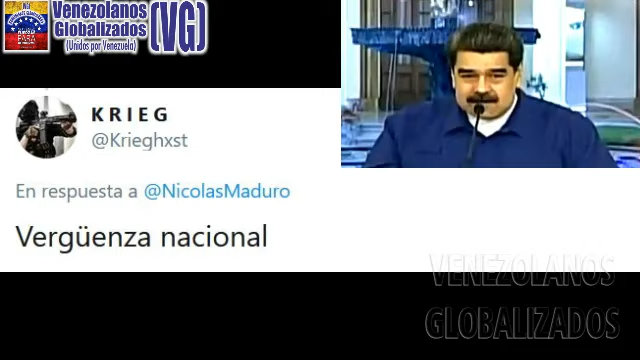 Venezolanos
Globalizados
(Unidos por Venezuela)
(VG)
KRIEG
@Krieghxst
En respuesta a @NicolasMaduro
Vergüenza nacional
VENEZOLANOS
GLOBALIZADOS